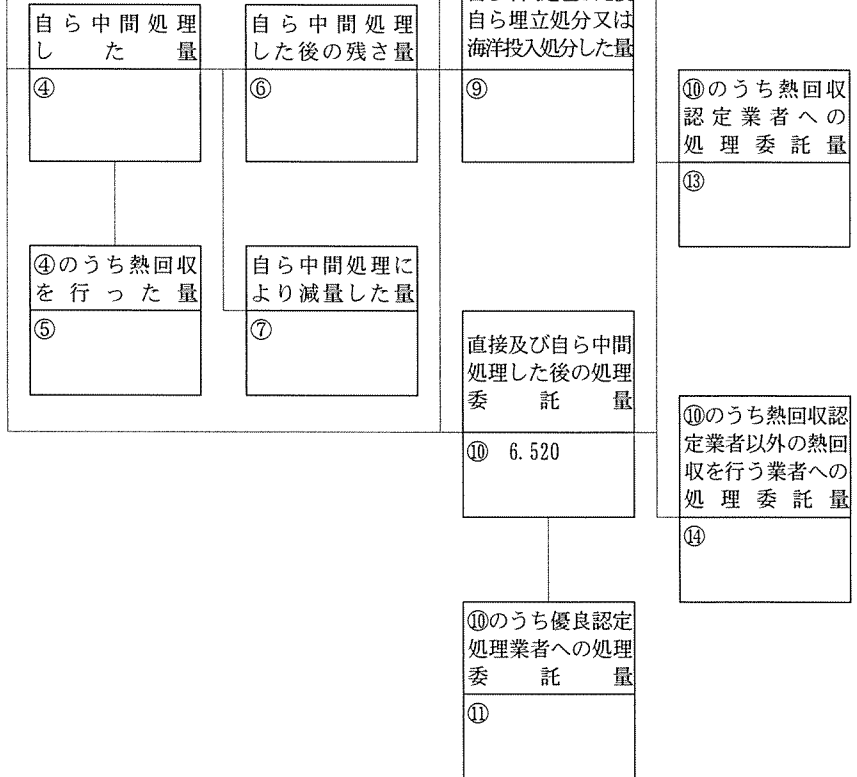 自ら中間処理
した量
④
自ら中間処理
した後の残さ量
⑥
自ら埋立処分又は
海洋投入処分した量
⑨
⑩のうち熱回収
認定業者への
処理委託量
⑬
④のうち熱回収
を行った量
⑤
自ら中間処理に
より減量した量
⑦
直接及び自ら中間
処理した後の処理
委託量
⑩ 6.520
⑩のうち熱回収認
定業者以外の熱回
収を行う業者への
処理委託量
⑭
⑩のうち優良認定
処理業者への処理
委託量
⑪